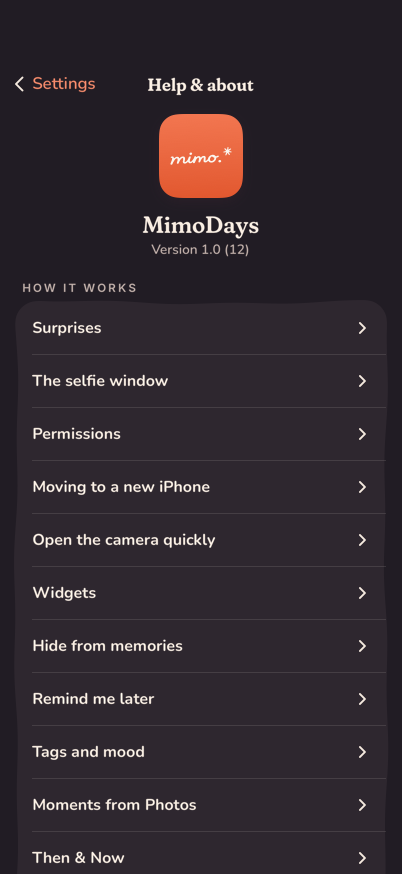 Settings
Help & about
mimo.*
MimoDays
Version 1.0 (12)
HOW IT WORKS
Surprises
The selfie window
Permissions
Moving to a new iPhone
Open the camera quickly
Widgets
Hide from memories
Remind me later
Tags and mood
Moments from Photos
Then & Now